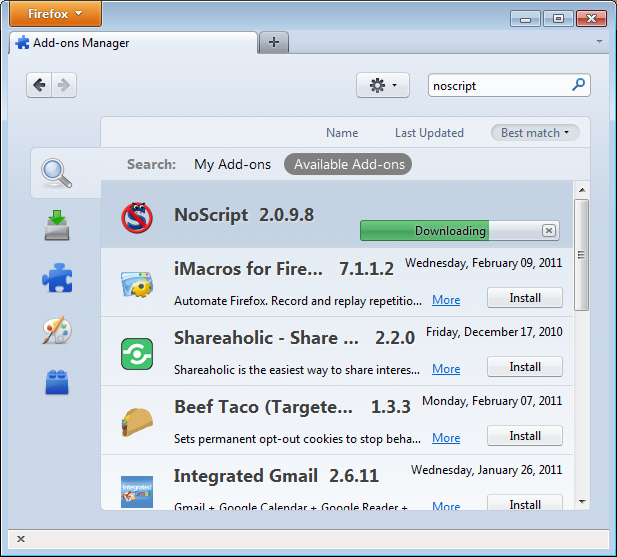 Firefox
Add-ons Manager
noscript
Name Last Updated Best match
Search: My Add-ons Available Add-ons
NoScript 2.0.9.8
Downloading
iMacros for Fire... 7.1.1.2 Wednesday, February 09, 2011
Automate Firefox. Record and replay repetitio... More Install
Shareaholic - Share ... 2.2.0 Friday, December 17, 2010
Shareaholic is the easiest way to share interes... More Install
Beef Taco (Targete... 1.3.3 Monday, February 07, 2011
Sets permanent opt-out cookies to stop beha... More Install
Integrated Gmail 2.6.11 Wednesday, January 26, 2011
Gmail + Google Calendar + Google Reader + More Install